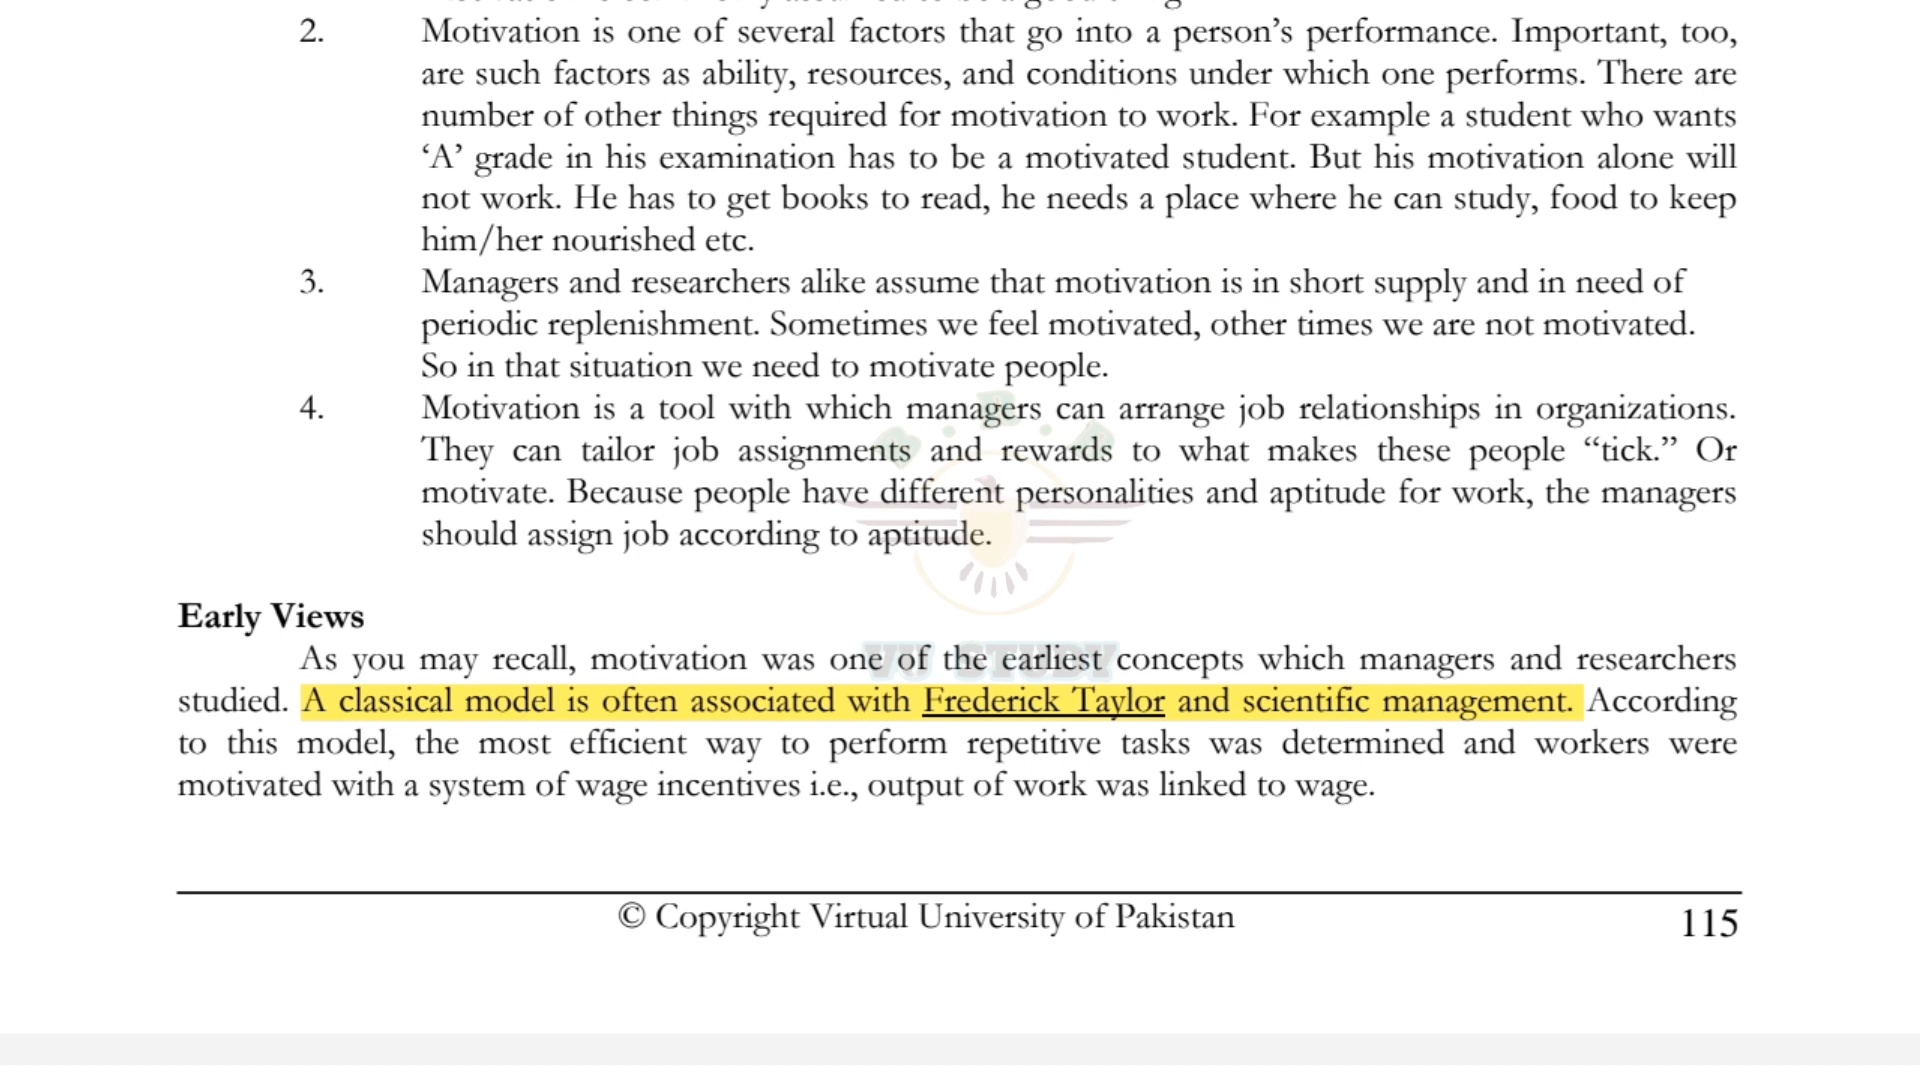 2. Motivation is one of several factors that go into a person’s performance. Important, too,
are such factors as ability, resources, and conditions under which one performs. There are
number of other things required for motivation to work. For example a student who wants
‘A’ grade in his examination has to be a motivated student. But his motivation alone will
not work. He has to get books to read, he needs a place where he can study, food to keep
him/her nourished etc.
3. Managers and researchers alike assume that motivation is in short supply and in need of
periodic replenishment. Sometimes we feel motivated, other times we are not motivated.
So in that situation we need to motivate people.
4. Motivation is a tool with which managers can arrange job relationships in organizations.
They can tailor job assignments and rewards to what makes these people “tick.” Or
motivate. Because people have different personalities and aptitude for work, the managers
should assign job according to aptitude.
Early Views
VU STUDY
As you may recall, motivation was one of the earliest concepts which managers and researchers
studied. A classical model is often associated with Frederick Taylor and scientific management. According
to this model, the most efficient way to perform repetitive tasks was determined and workers were
motivated with a system of wage incentives i.e., output of work was linked to wage.
© Copyright Virtual University of Pakistan
115